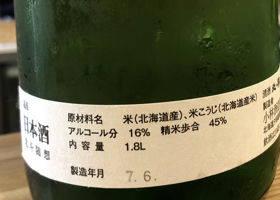 日本酒
原材料名 米(北海道産)、米こうじ(北海道産米)
アルコール分 16% 精米歩合 45%
内容量 1.8L
製造年月 7.6.